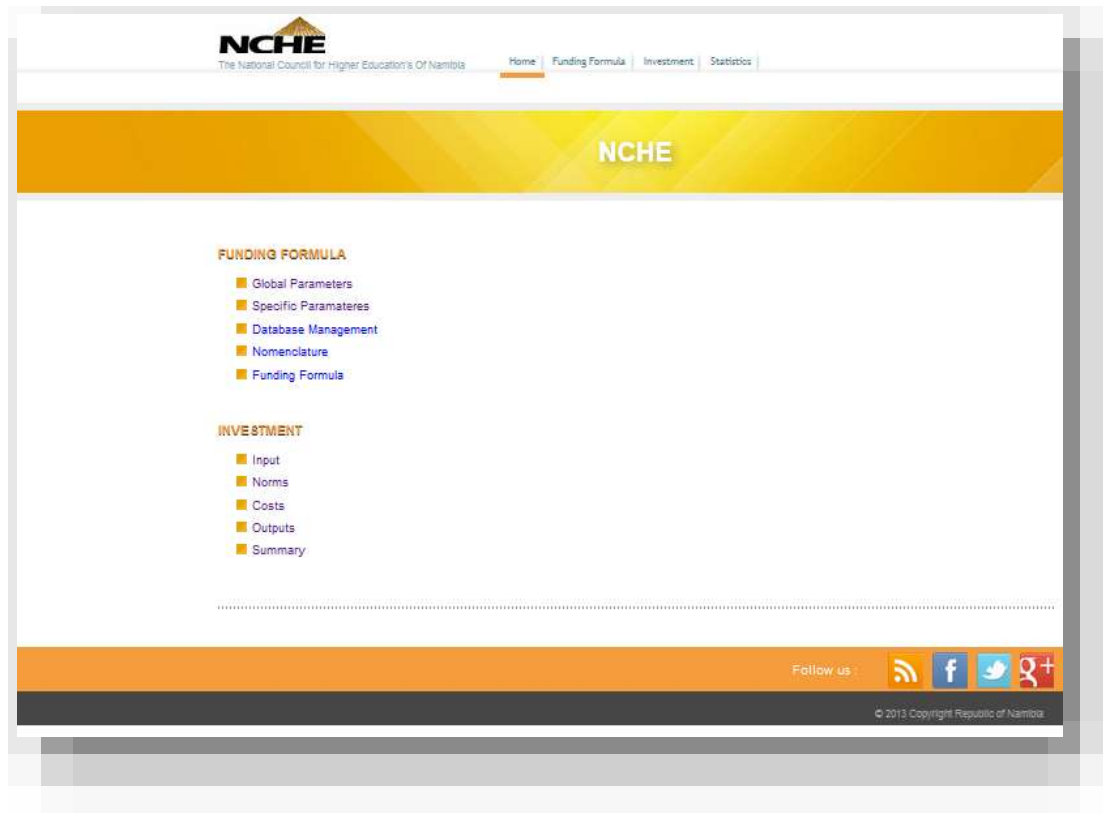 NCHE
The National Council for Higher Education's Of Namibia
Home Funding Formula Investment Statistics
NCHE
FUNDING FORMULA
Global Parameters
Specific Paramateres
Database Management
Nomenclature
Funding Formula
INVESTMENT
Input
Norms
Costs
Outputs
Summary
Follow us :
f g+
© 2013 Copyright Republic of Namibia